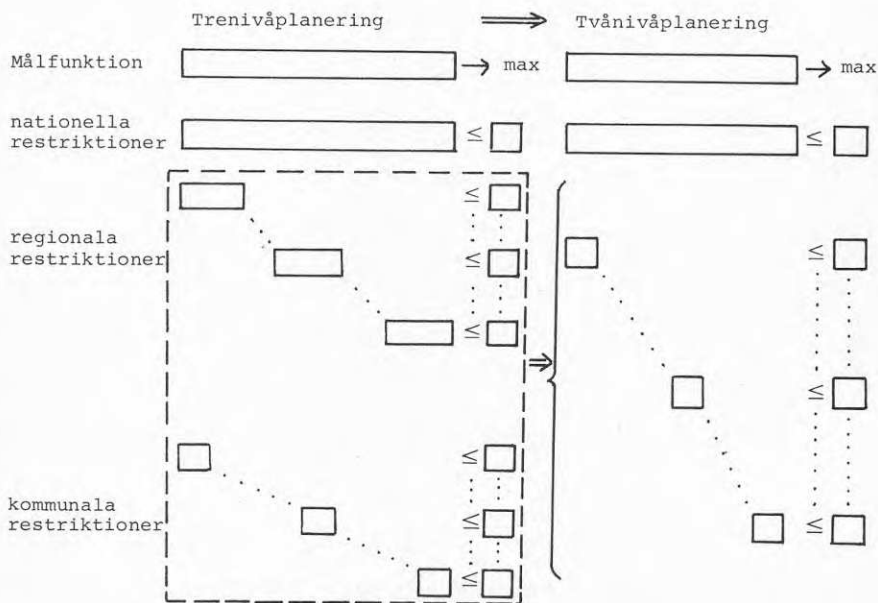 Trenivåplanering ⟹ Tvånivåplanering
Målfunktion → max → max
nationella
restriktioner ≤ ≤
≤
regionala
restriktioner ≤ ≤
≤
≤
≤
kommunala
restriktioner ≤ ≤
≤